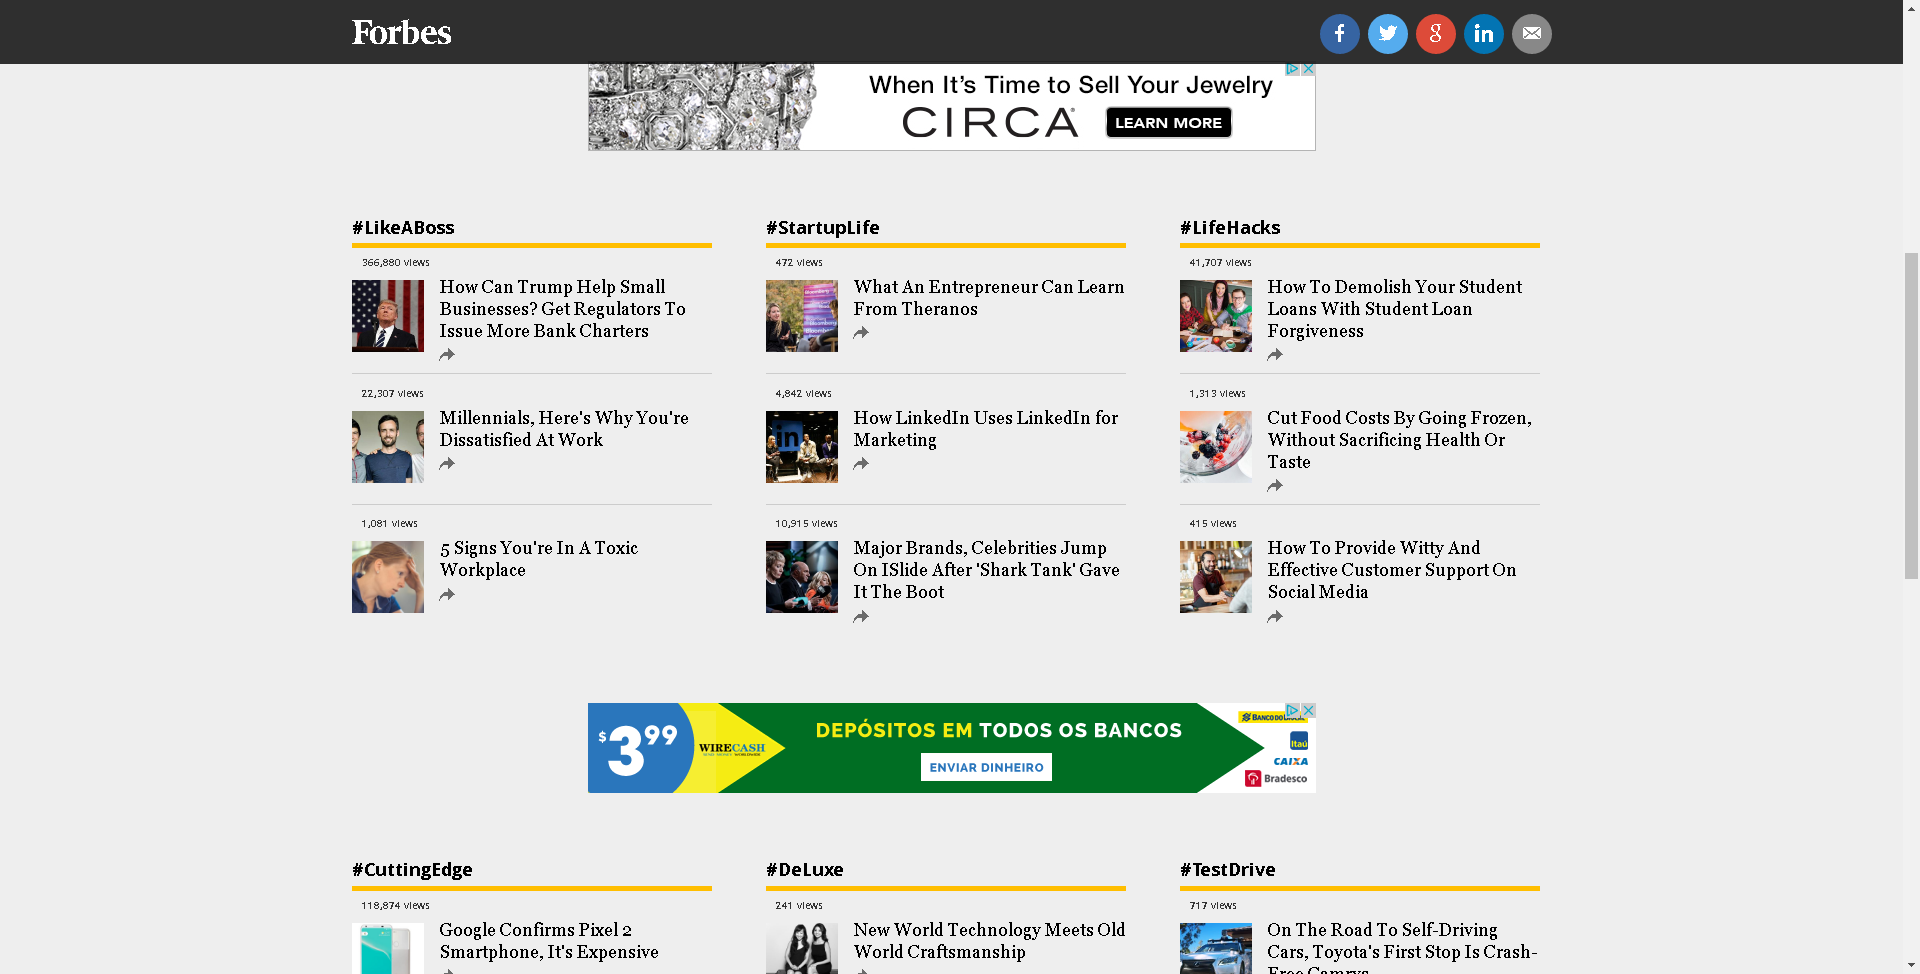 Forbes
When It's Time to Sell Your Jewelry
CIRCA
LEARN MORE
#LikeABoss
366,880 views
How Can Trump Help Small
Businesses? Get Regulators To
Issue More Bank Charters
22,307 views
Millennials, Here's Why You're
Dissatisfied At Work
1,081 views
5 Signs You're In A Toxic
Workplace
#StartupLife
472 views
What An Entrepreneur Can Learn
From Theranos
4,842 views
How LinkedIn Uses LinkedIn for
Marketing
10,915 views
Major Brands, Celebrities Jump
On ISlide After 'Shark Tank' Gave
It The Boot
#LifeHacks
41,707 views
How To Demolish Your Student
Loans With Student Loan
Forgiveness
1,313 views
Cut Food Costs By Going Frozen,
Without Sacrificing Health Or
Taste
415 views
How To Provide Witty And
Effective Customer Support On
Social Media
$399
WIRECASH
DEPÓSITOS EM TODOS OS BANCOS
ENVIAR DINHEIRO
BANCO DO BRASIL
Itaú
CAIXA
Bradesco
#CuttingEdge
118,874 views
Google Confirms Pixel 2
Smartphone, It's Expensive
#DeLuxe
241 views
New World Technology Meets Old
World Craftsmanship
#TestDrive
717 views
On The Road To Self-Driving
Cars, Toyota's First Stop Is Crash-
Free Camrys